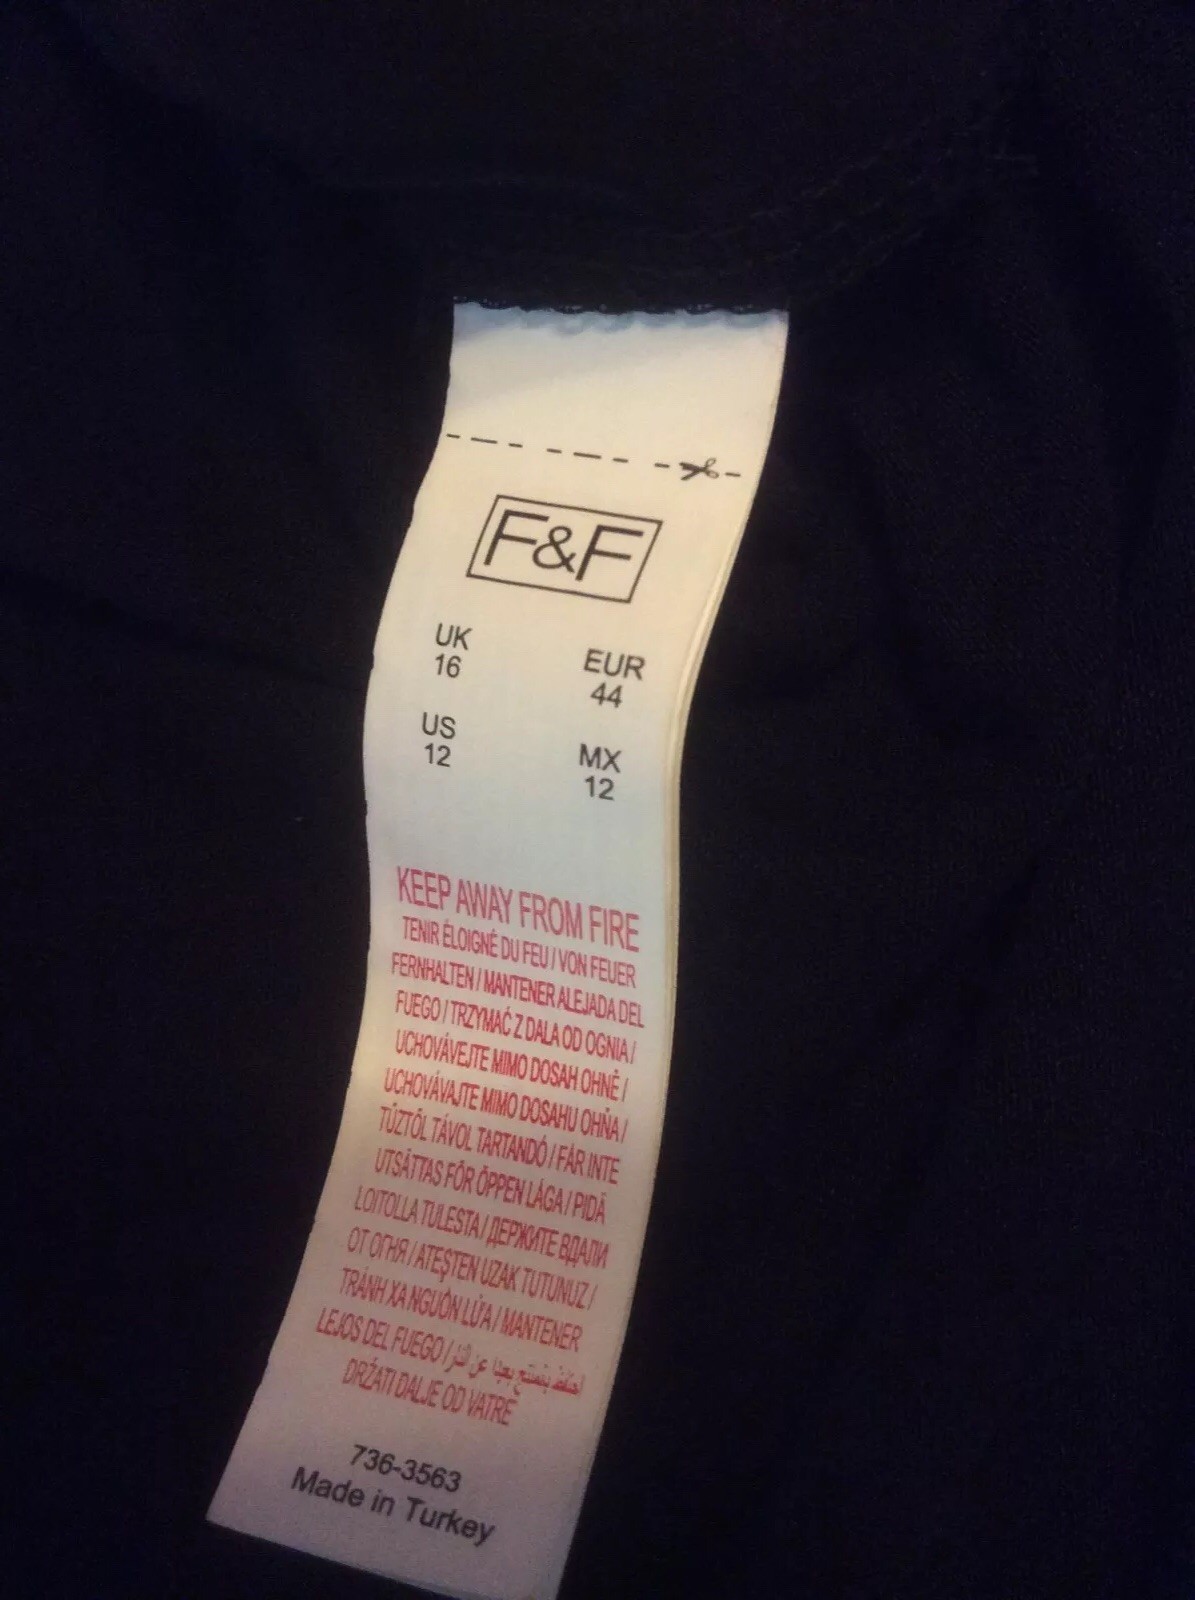 F&F
UK
16
EUR
44
US
12
MX
12
KEEP AWAY FROM FIRE
TENIR ÉLOIGNÉ DU FEU / VON FEUER
FERNHALTEN / MANTENER ALEJADA DEL
FUEGO / TRZYMAĆ Z DALA OD OGNIA /
UCHOVÁVEJTE MIMO DOSAH OHNĚ /
UCHOVÁVAJTE MIMO DOSAHU OHŇA /
TŰZTŐL TÁVOL TARTANDÓ / FÅR INTE
UTSÄTTAS FÖR ÖPPEN LÅGA / PIDÄ
LOITOLLA TULESTA / ДЕРЖИТЕ ВДАЛИ
ОТ ОГНЯ / ATEŞTEN UZAK TUTUNUZ /
TRÁNH XA NGUỒN LỬA / MANTENER
LEJOS DEL FUEGO / عن النار
DRŽATI DALJE OD VATRE
736-3563
Made in Turkey